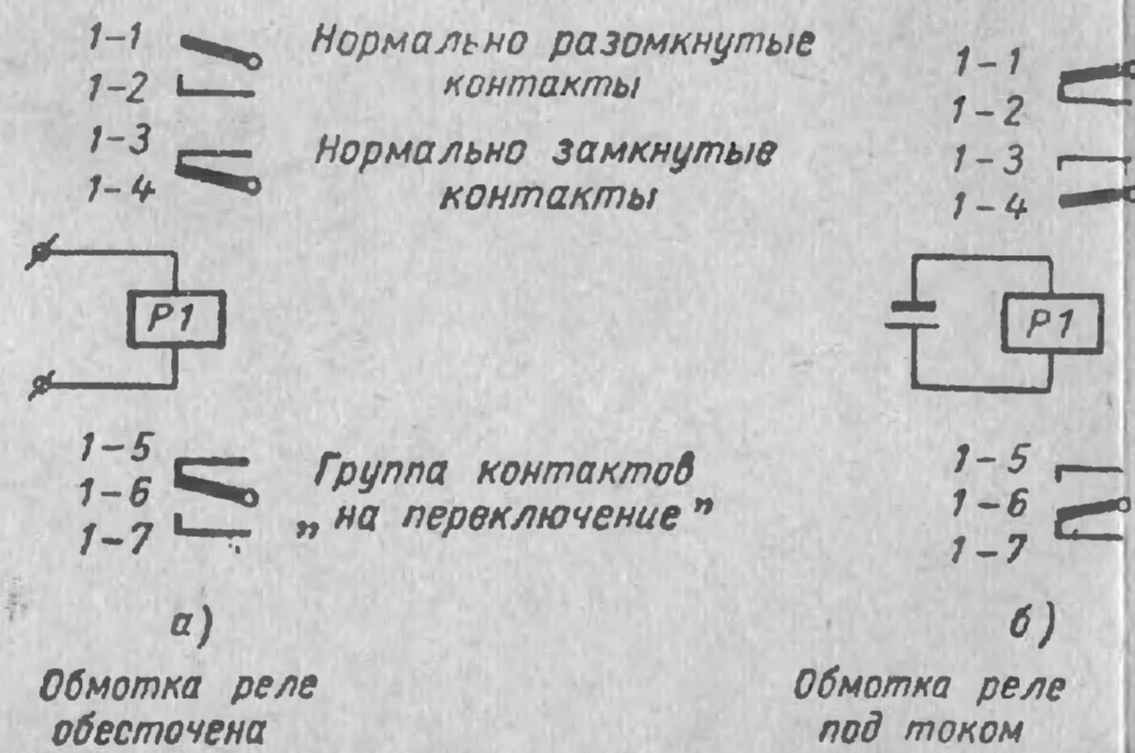 1-1
1-2
Нормально разомкнутые
контакты
1-3
1-4
Нормально замкнутые
контакты
Р1
1-5
1-6
1-7
Группа контактов
„ на переключение "
а)
Обмотка реле
обесточена
1-1
1-2
1-3
1-4
Р1
1-5
1-6
1-7
б)
Обмотка реле
под током